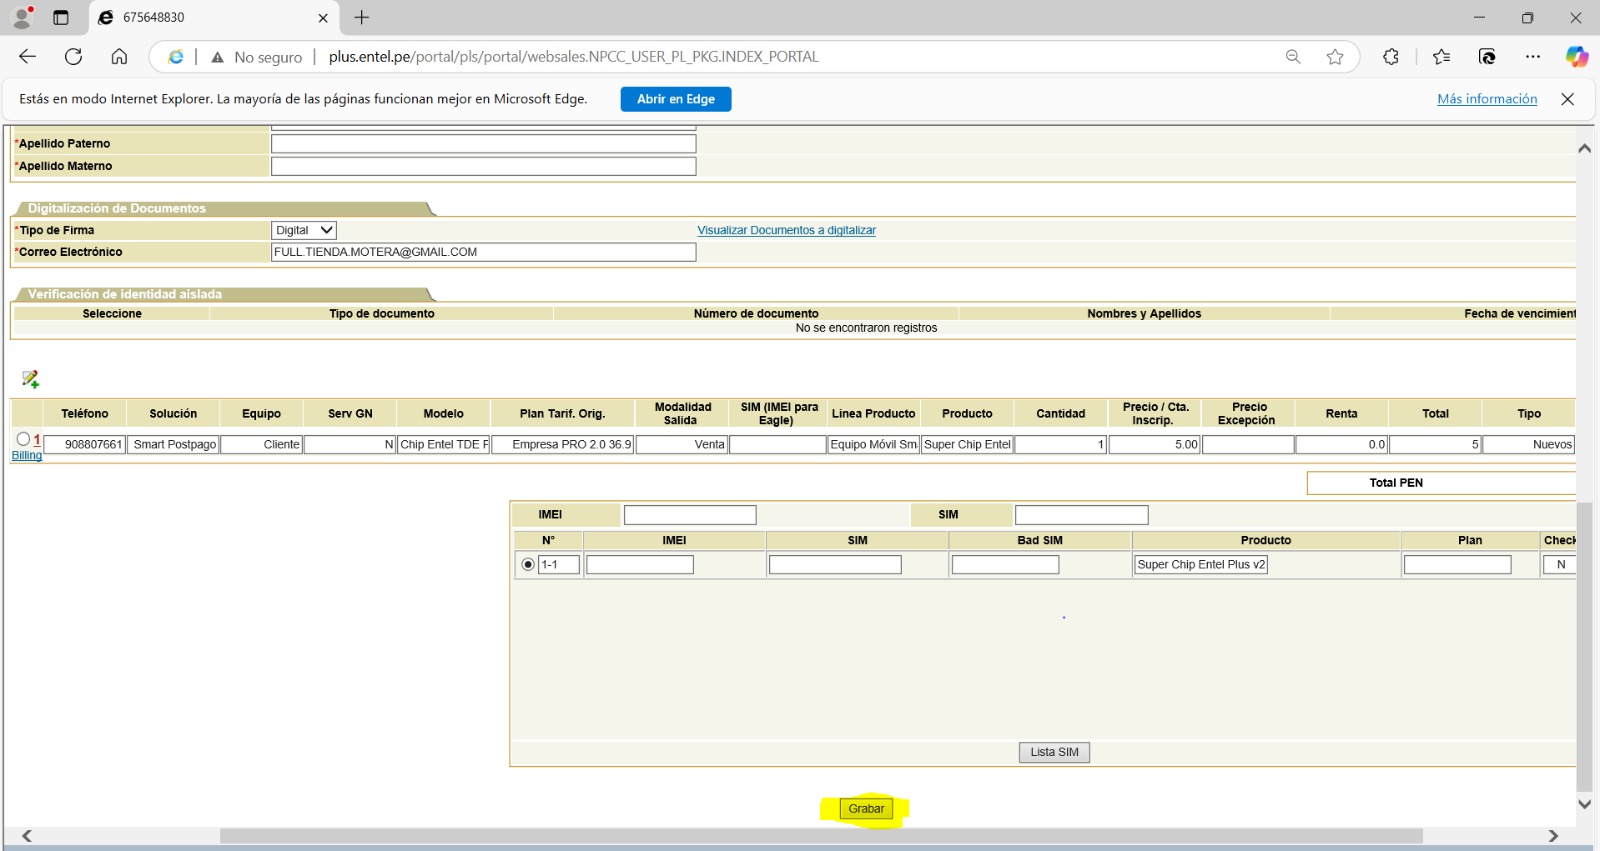 675648830
No seguro
plus.entel.pe/portal/pls/portal/websales.NPCC_USER_PL_PKG.INDEX_PORTAL
Estás en modo Internet Explorer. La mayoría de las páginas funcionan mejor en Microsoft Edge.
Abrir en Edge
Más información
*Apellido Paterno
*Apellido Materno
Digitalización de Documentos
*Tipo de Firma
Digital
Visualizar Documentos a digitalizar
*Correo Electrónico
FULL.TIENDA.MOTERA@GMAIL.COM
Verificación de identidad aislada
Seleccione Tipo de documento Número de documento Nombres y Apellidos Fecha de vencimient
No se encontraron registros
Teléfono Solución Equipo Serv GN Modelo Plan Tarif. Orig. Modalidad Salida SIM (IMEI para Eagle) Linea Producto Producto Cantidad Precio / Cta. Inscrip. Precio Excepción Renta Total Tipo
1 908807661 Smart Postpago Cliente N Chip Entel TDE F Empresa PRO 2.0 36.9 Venta Equipo Móvil Sm Super Chip Entel 1 5.00 0.0 5 Nuevos
Billing
Total PEN
IMEI SIM
N° IMEI SIM Bad SIM Producto Plan Check
1-1 Super Chip Entel Plus v2 N
Lista SIM
Grabar